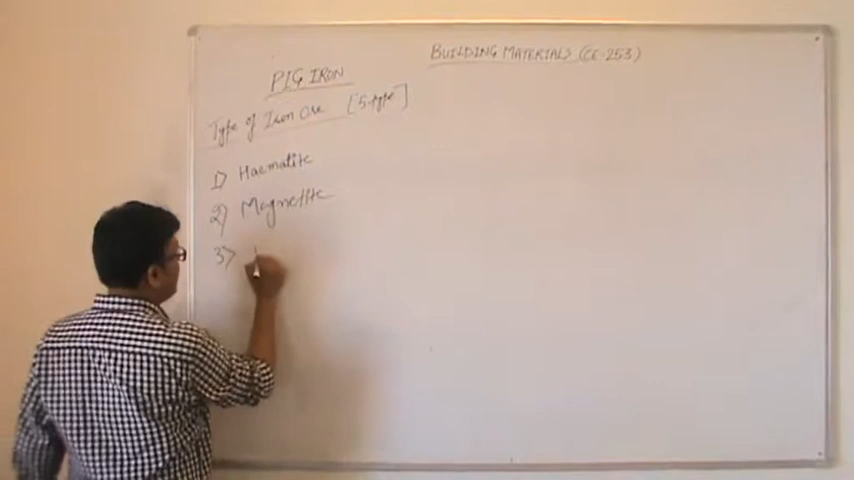 BUILDING MATERIALS (CE-253)
PIG IRON
Type of Iron Ore [5-type]
1) Haematite
2) Magnetite
3)